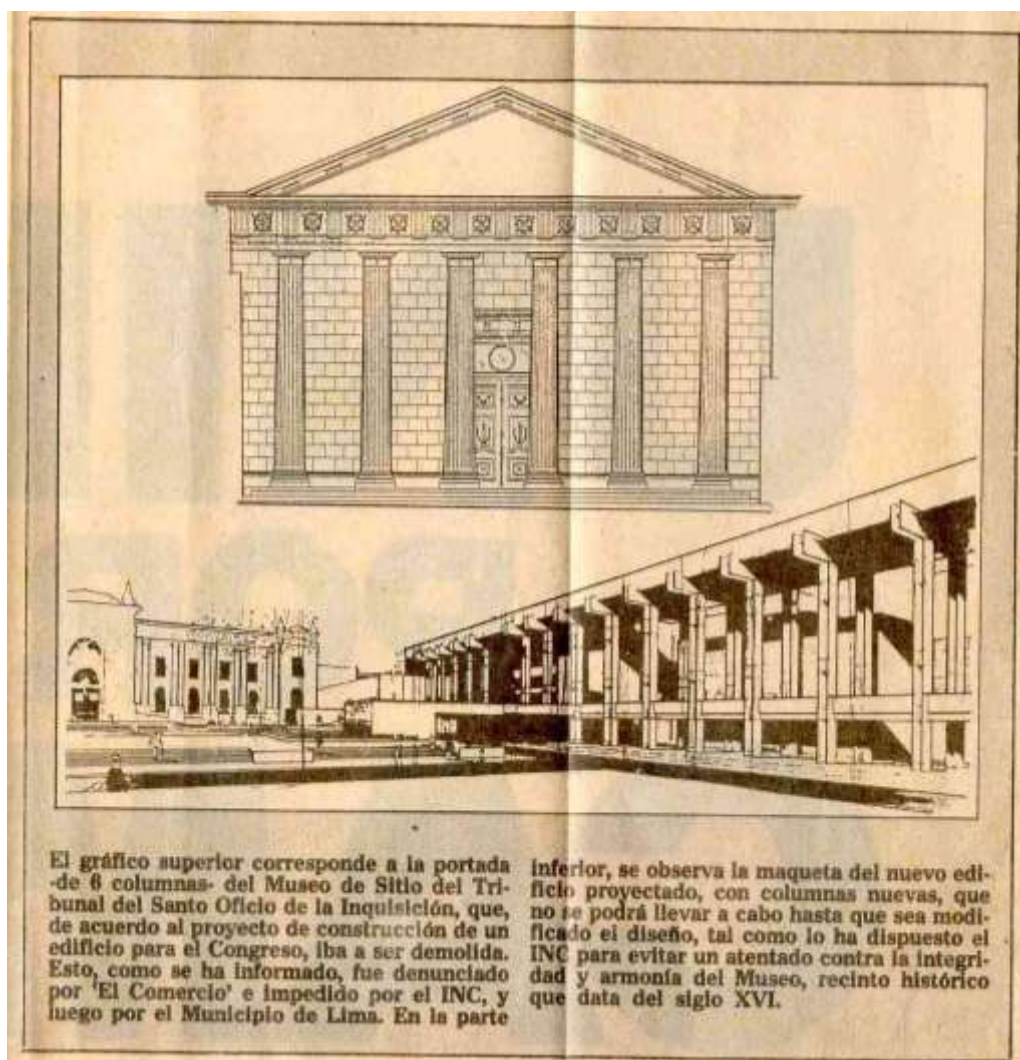 El gráfico superior corresponde a la portada
-de 6 columnas- del Museo de Sitio del Tri-
bunal del Santo Oficio de la Inquisición, que,
de acuerdo al proyecto de construcción de un
edificio para el Congreso, iba a ser demolida.
Esto, como se ha informado, fue denunciado
por 'El Comercio' e impedido por el INC, y
luego por el Municipio de Lima. En la parte
inferior, se observa la maqueta del nuevo edi-
ficio proyectado, con columnas nuevas, que
no se podrá llevar a cabo hasta que sea modi-
ficado el diseño, tal como lo ha dispuesto el
INC para evitar un atentado contra la integri-
dad y armonía del Museo, recinto histórico
que data del siglo XVI.